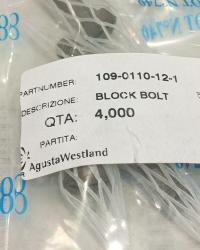 PARTNUMBER: 109-0110-12-1
DESCRIZIONE: BLOCK BOLT
QTA: 4,000
PARTITA:
AgustaWestland